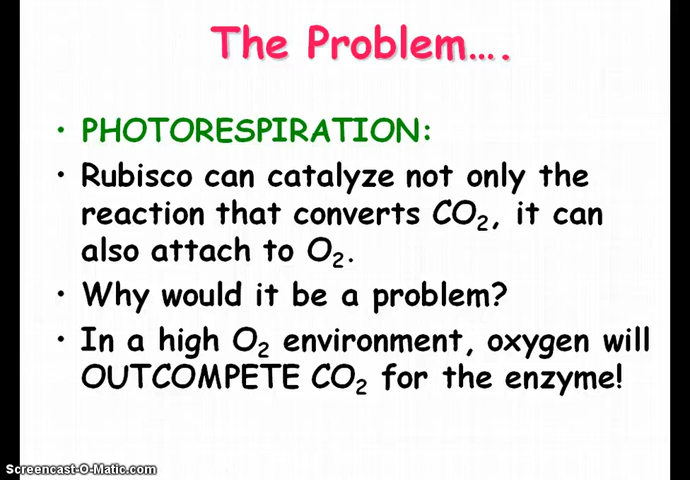 The Problem….
• PHOTORESPIRATION:
• Rubisco can catalyze not only the
reaction that converts CO₂, it can
also attach to O₂.
• Why would it be a problem?
• In a high O₂ environment, oxygen will
OUTCOMPETE CO₂ for the enzyme!
Screencast-O-Matic.com